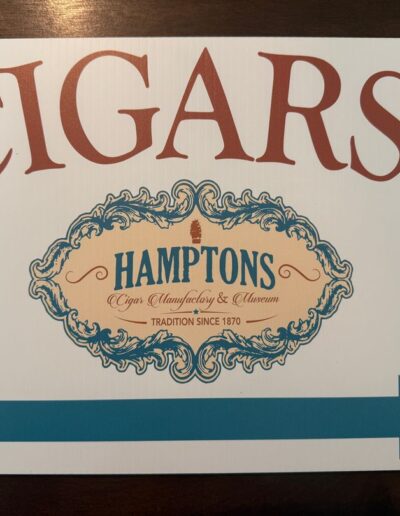 CIGARS
HAMPTONS
Cigar Manufactory & Museum
TRADITION SINCE 1870